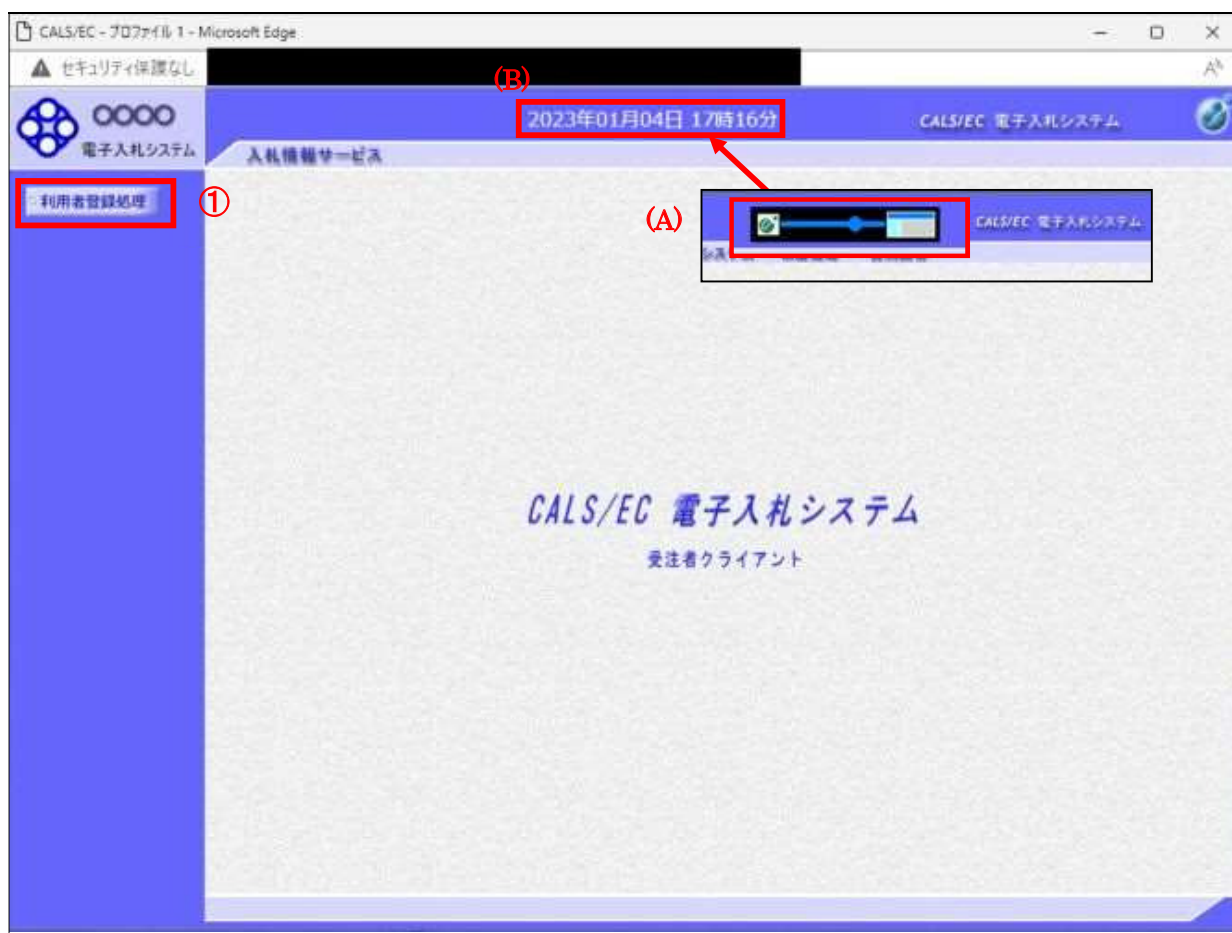 CALS/EC - プロファイル 1 - Microsoft Edge
セキュリティ保護なし
(B)
〇〇〇〇
電子入札システム
2023年01月04日 17時16分
CALS/EC 電子入札システム
入札情報サービス
利用者登録処理
①
(A)
CALS/EC 電子入札システム
CALS/EC 電子入札システム
受注者クライアント